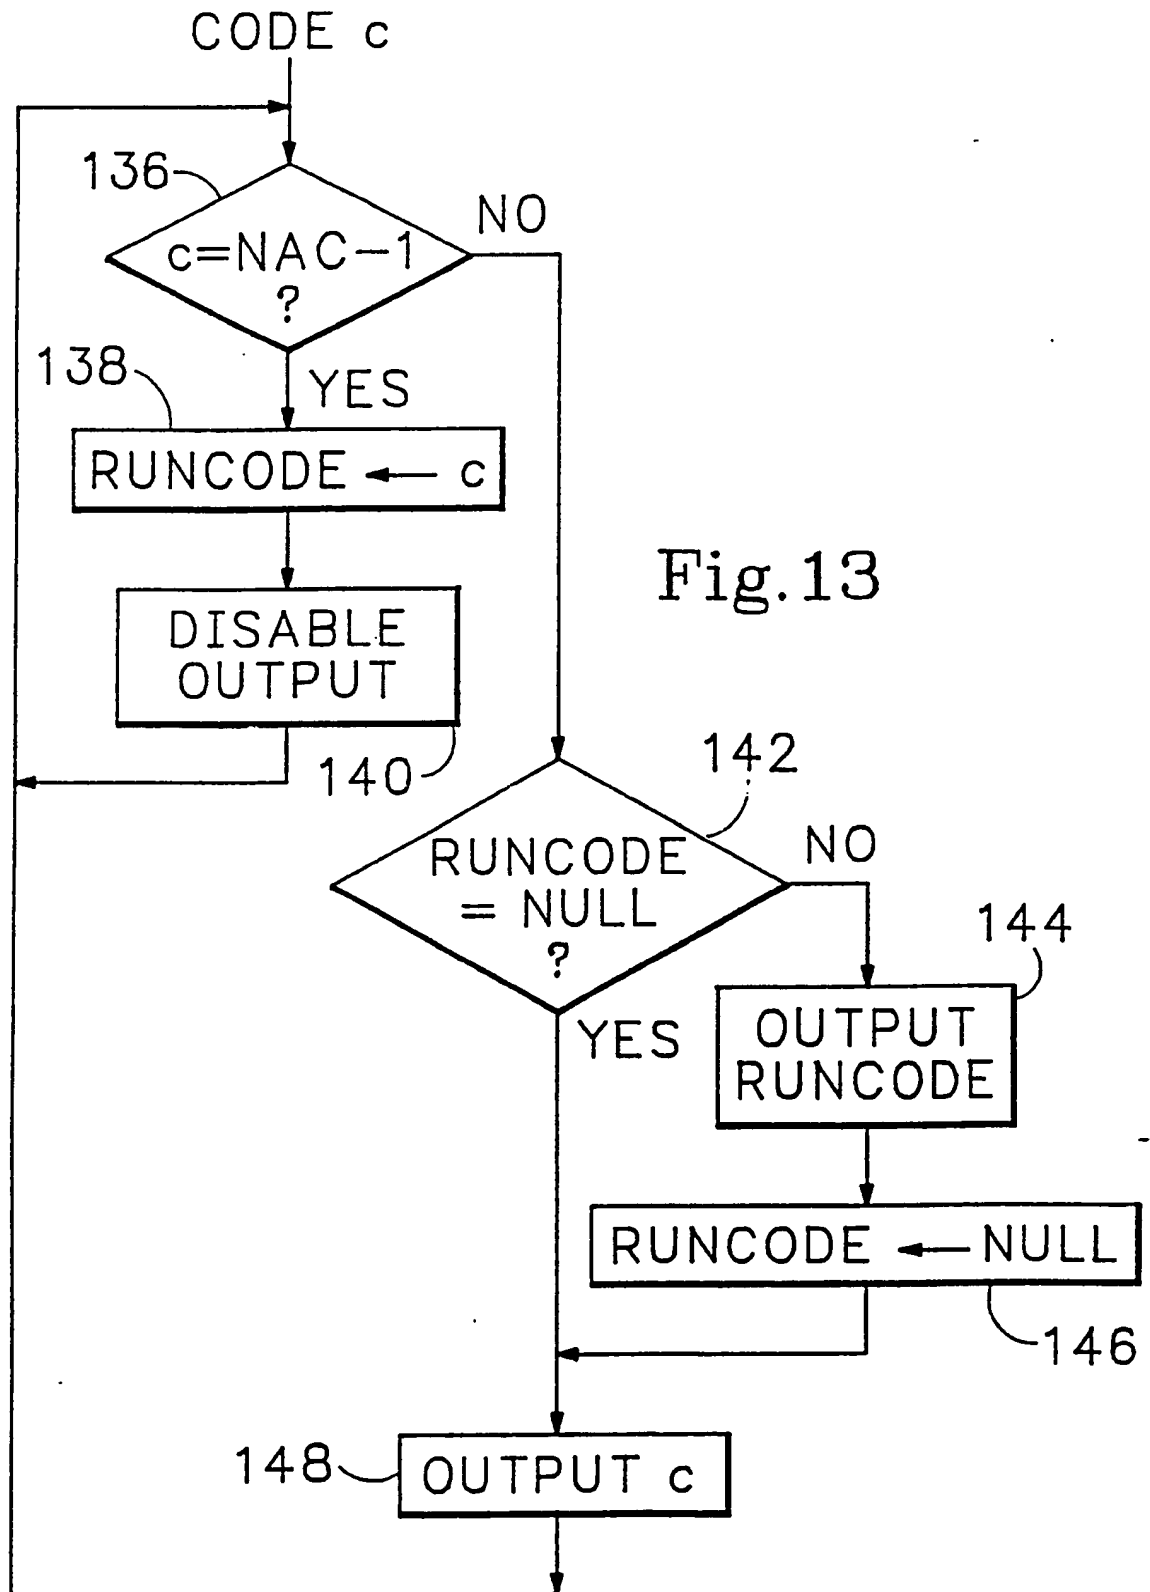 CODE c
136
c=NAC-1
?
NO
138
YES
RUNCODE ← c
Fig.13
DISABLE
OUTPUT
140
142
RUNCODE
= NULL
?
NO
144
YES
OUTPUT
RUNCODE
RUNCODE ← NULL
146
148
OUTPUT c